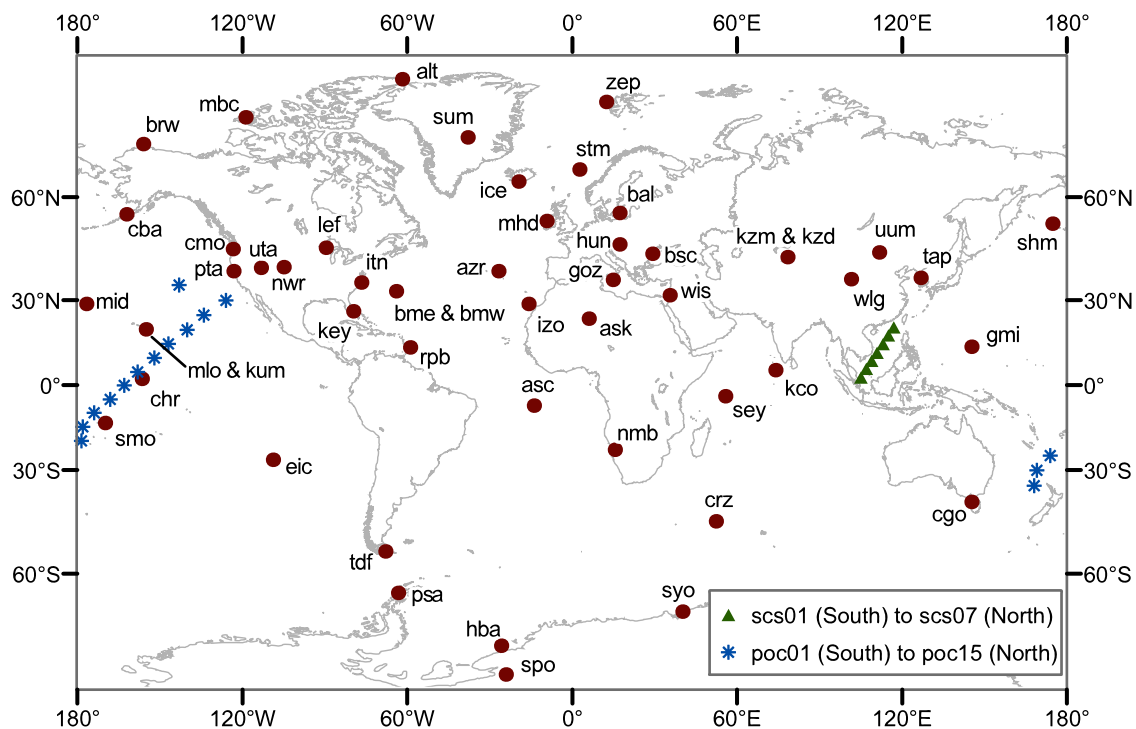 180° 120°W 60°W 0° 60°E 120°E 180°
alt
zep
mbc
sum
brw
stm
ice
60°N 60°N
bal
cba
mhd
lef
cmo
hun
kzm & kzd
uum
shm
uta
itn
azr
bsc
tap
pta
nwr
goz
wis
wlg
30°N 30°N
mid
bme & bmw
izo
ask
key
gmi
rpb
mlo & kum
0° 0°
chr
asc
kco
sey
smo
nmb
eic
30°S 30°S
crz
cgo
tdf
60°S 60°S
psa
syo
scs01 (South) to scs07 (North)
hba
poc01 (South) to poc15 (North)
spo
180° 120°W 60°W 0° 60°E 120°E 180°